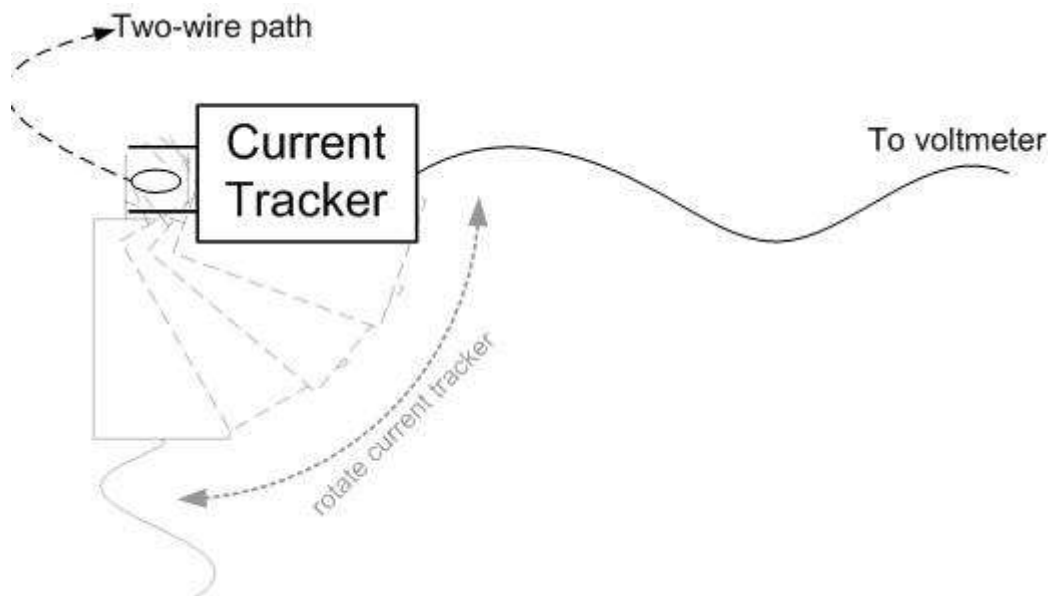 Two-wire path
Current
Tracker
To voltmeter
rotate current tracker